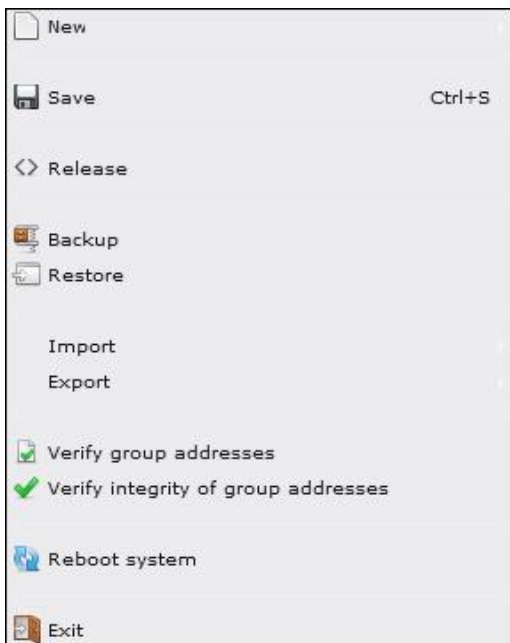 New
Save Ctrl+S
Release
Backup
Restore
Import
Export
Verify group addresses
Verify integrity of group addresses
Reboot system
Exit